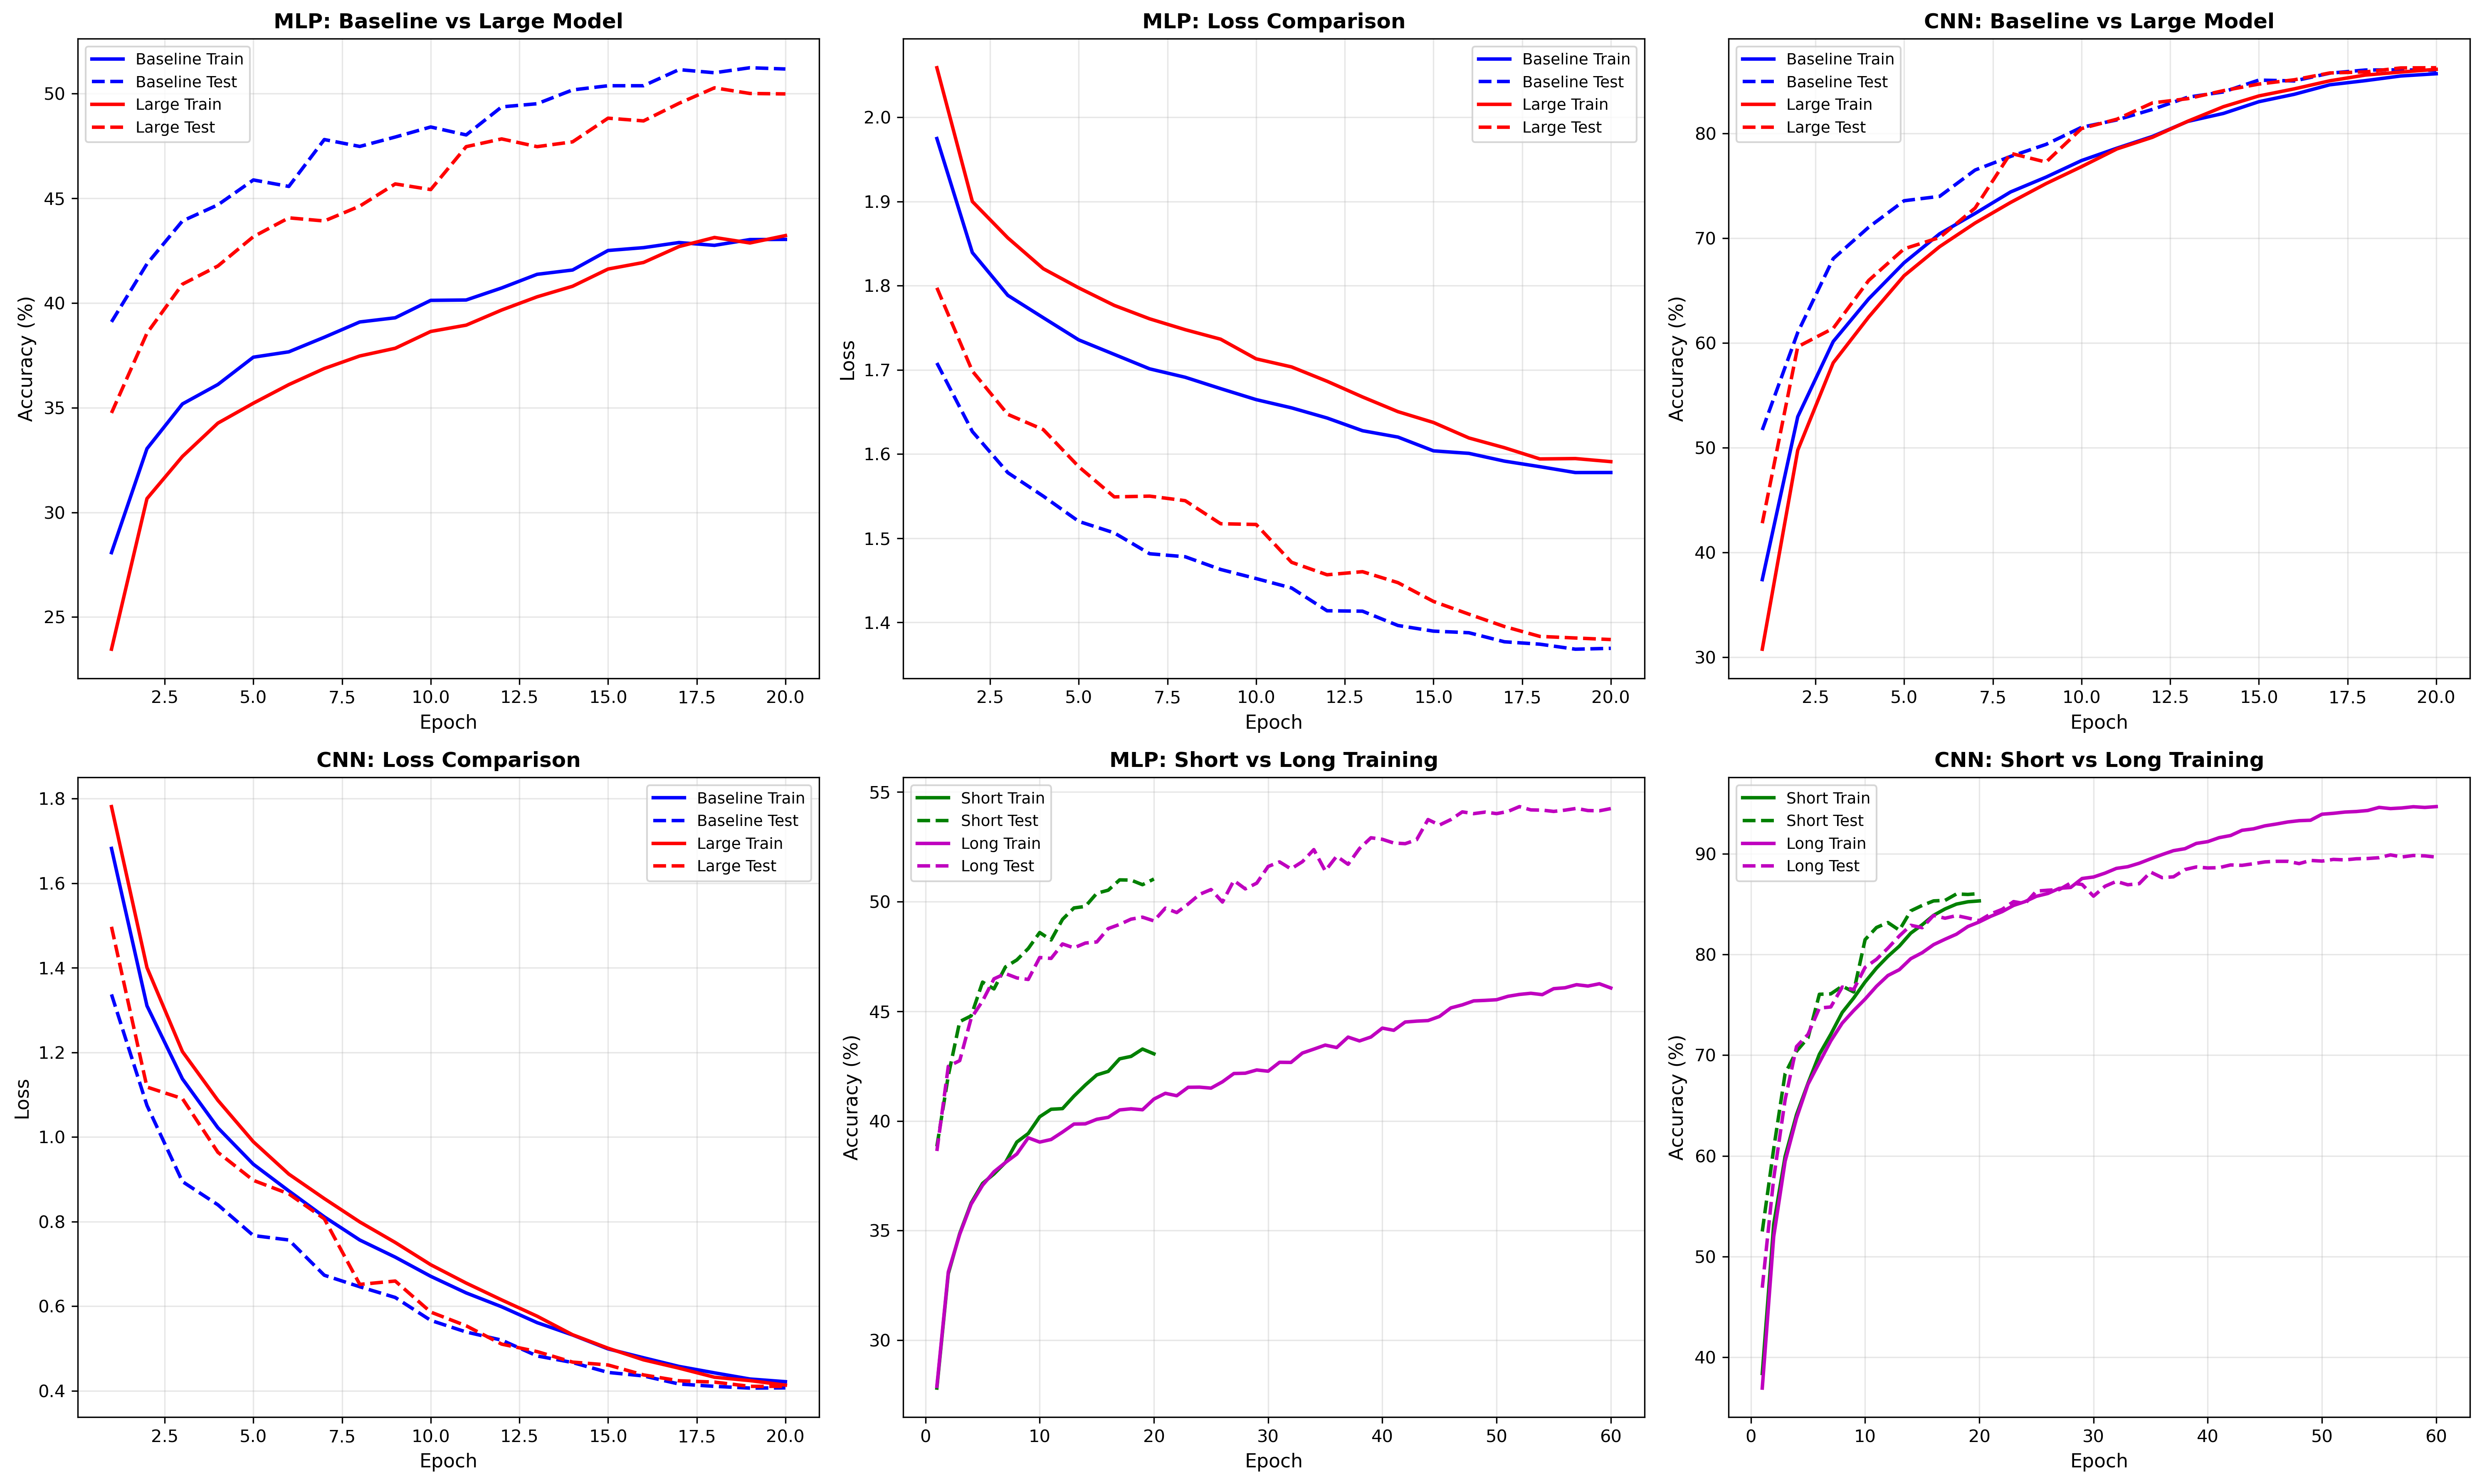 MLP: Baseline vs Large Model
Baseline Train
Baseline Test
Large Train
Large Test
Accuracy (%)
50
45
40
35
30
25
2.5 5.0 7.5 10.0 12.5 15.0 17.5 20.0
Epoch
MLP: Loss Comparison
Baseline Train
Baseline Test
Large Train
Large Test
Loss
2.0
1.9
1.8
1.7
1.6
1.5
1.4
2.5 5.0 7.5 10.0 12.5 15.0 17.5 20.0
Epoch
CNN: Baseline vs Large Model
Baseline Train
Baseline Test
Large Train
Large Test
Accuracy (%)
80
70
60
50
40
30
2.5 5.0 7.5 10.0 12.5 15.0 17.5 20.0
Epoch
CNN: Loss Comparison
Baseline Train
Baseline Test
Large Train
Large Test
Loss
1.8
1.6
1.4
1.2
1.0
0.8
0.6
0.4
2.5 5.0 7.5 10.0 12.5 15.0 17.5 20.0
Epoch
MLP: Short vs Long Training
Short Train
Short Test
Long Train
Long Test
Accuracy (%)
55
50
45
40
35
30
0 10 20 30 40 50 60
Epoch
CNN: Short vs Long Training
Short Train
Short Test
Long Train
Long Test
Accuracy (%)
90
80
70
60
50
40
0 10 20 30 40 50 60
Epoch